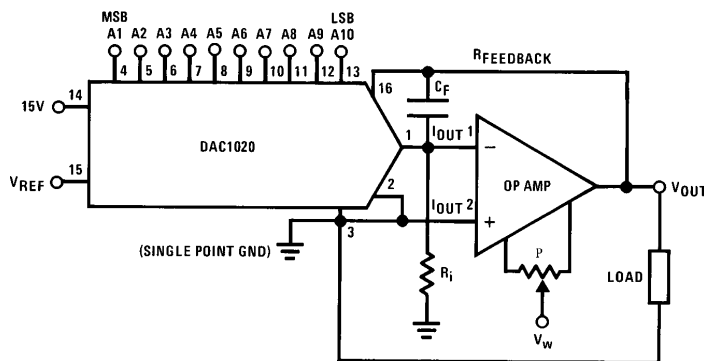 MSB LSB
A1 A2 A3 A4 A5 A6 A7 A8 A9 A10
4 5 6 7 8 9 10 11 12 13
16
RFEEDBACK
CF
15V
14
DAC1020
1
IOUT 1
−
VREF
15
2
IOUT 2
+
OP AMP
VOUT
3
(SINGLE POINT GND)
Ri
P
VW
LOAD